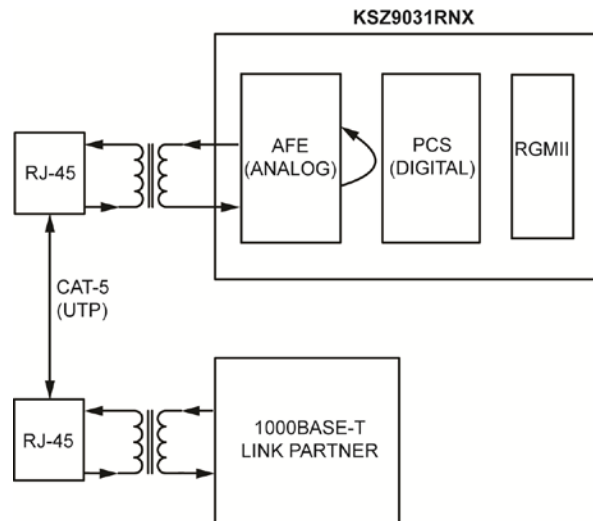 KSZ9031RNX
RJ-45
AFE
(ANALOG)
PCS
(DIGITAL)
RGMII
CAT-5
(UTP)
RJ-45
1000BASE-T
LINK PARTNER